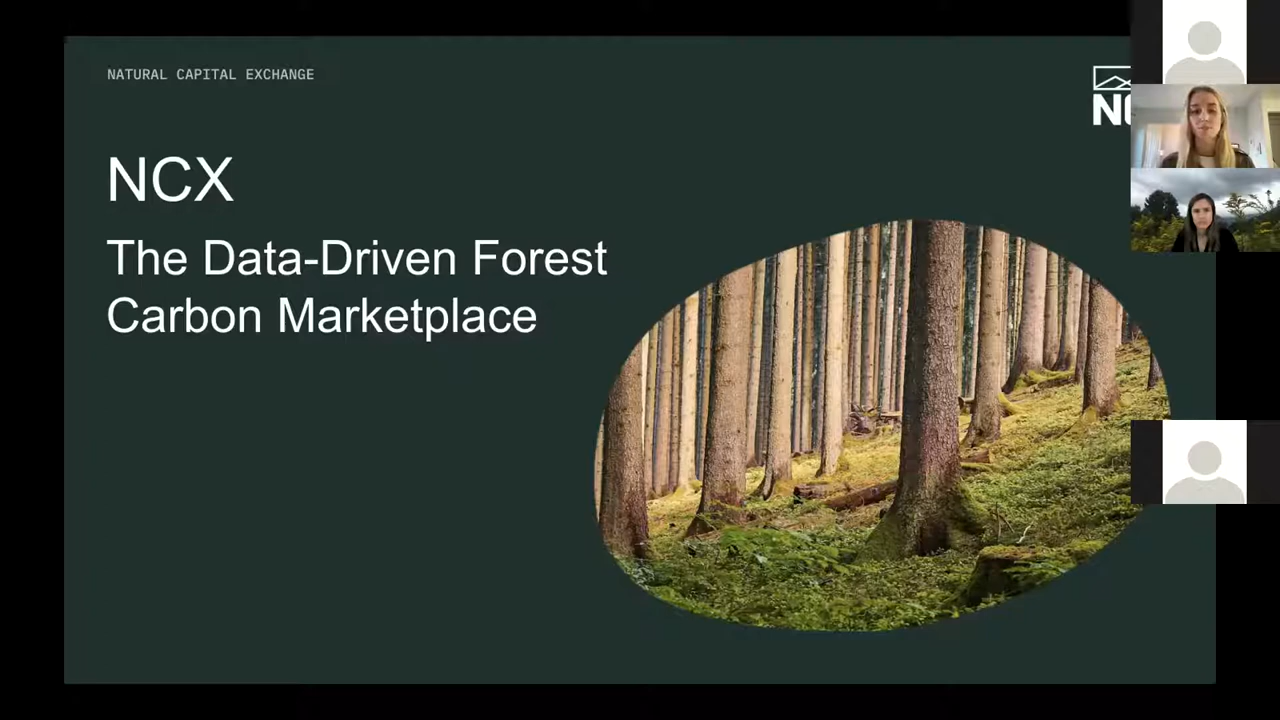 NATURAL CAPITAL EXCHANGE
NCX
The Data-Driven Forest
Carbon Marketplace